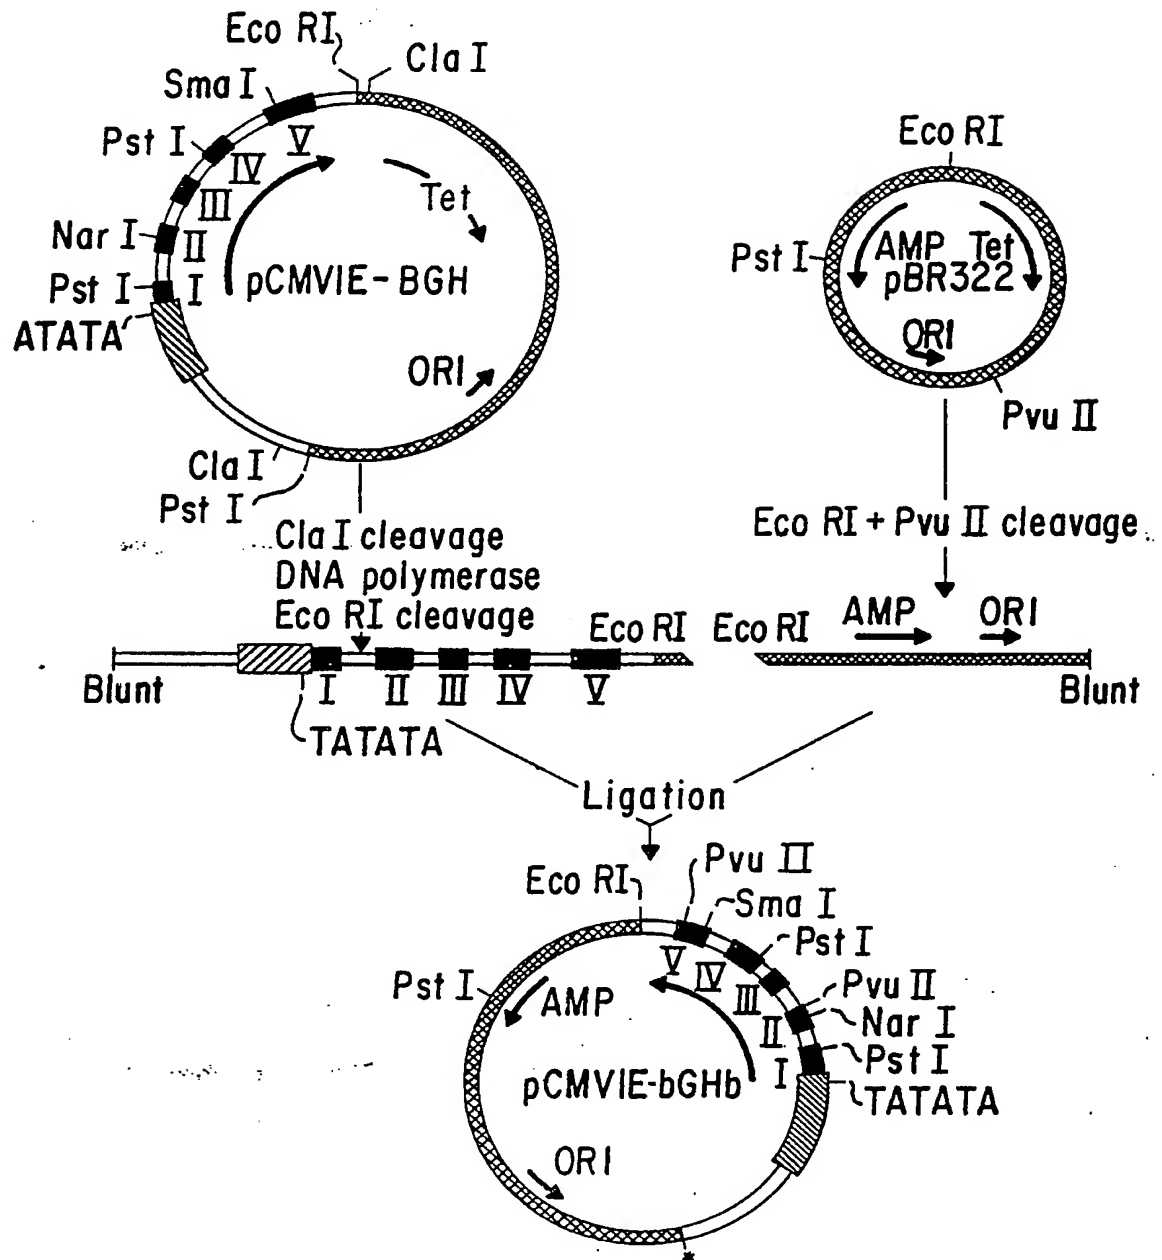 Eco RI
Cla I
Sma I
Pst I
V
IV
III
Tet
Nar I
II
Pst I
I
pCMVIE-BGH
ATATA
ORI
Cla I
Pst I
Eco RI
Pst I
AMP Tet
pBR322
ORI
Pvu II
Cla I cleavage
DNA polymerase
Eco RI cleavage
Eco RI + Pvu II cleavage
Eco RI
Eco RI
AMP
ORI
Blunt
I
II
III
IV
V
Blunt
TATATA
Ligation
Eco RI
Pvu II
Sma I
Pst I
V
IV
III
Pvu II
Nar I
II
Pst I
I
TATATA
Pst I
AMP
pCMVIE-bGHb
ORI
*